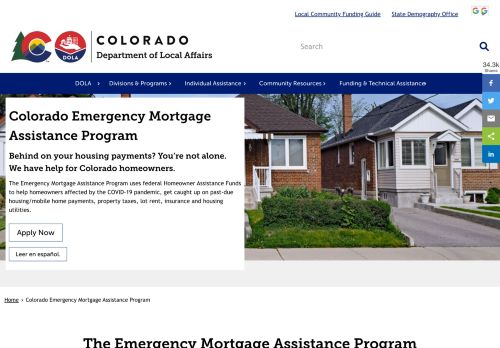 Local Community Funding Guide State Demography Office
COLORADO
Department of Local Affairs
DOLA
Search
34.3k
Shares
DOLA Divisions & Programs Individual Assistance Community Resources Funding & Technical Assistance
Colorado Emergency Mortgage
Assistance Program
Behind on your housing payments? You're not alone.
We have help for Colorado homeowners.
The Emergency Mortgage Assistance Program uses federal Homeowner Assistance Funds
to help homeowners affected by the COVID-19 pandemic, get caught up on past-due
housing/mobile home payments, property taxes, lot rent, insurance and housing
utilities.
Apply Now
Leer en español.
Home › Colorado Emergency Mortgage Assistance Program
The Emergency Mortgage Assistance Program